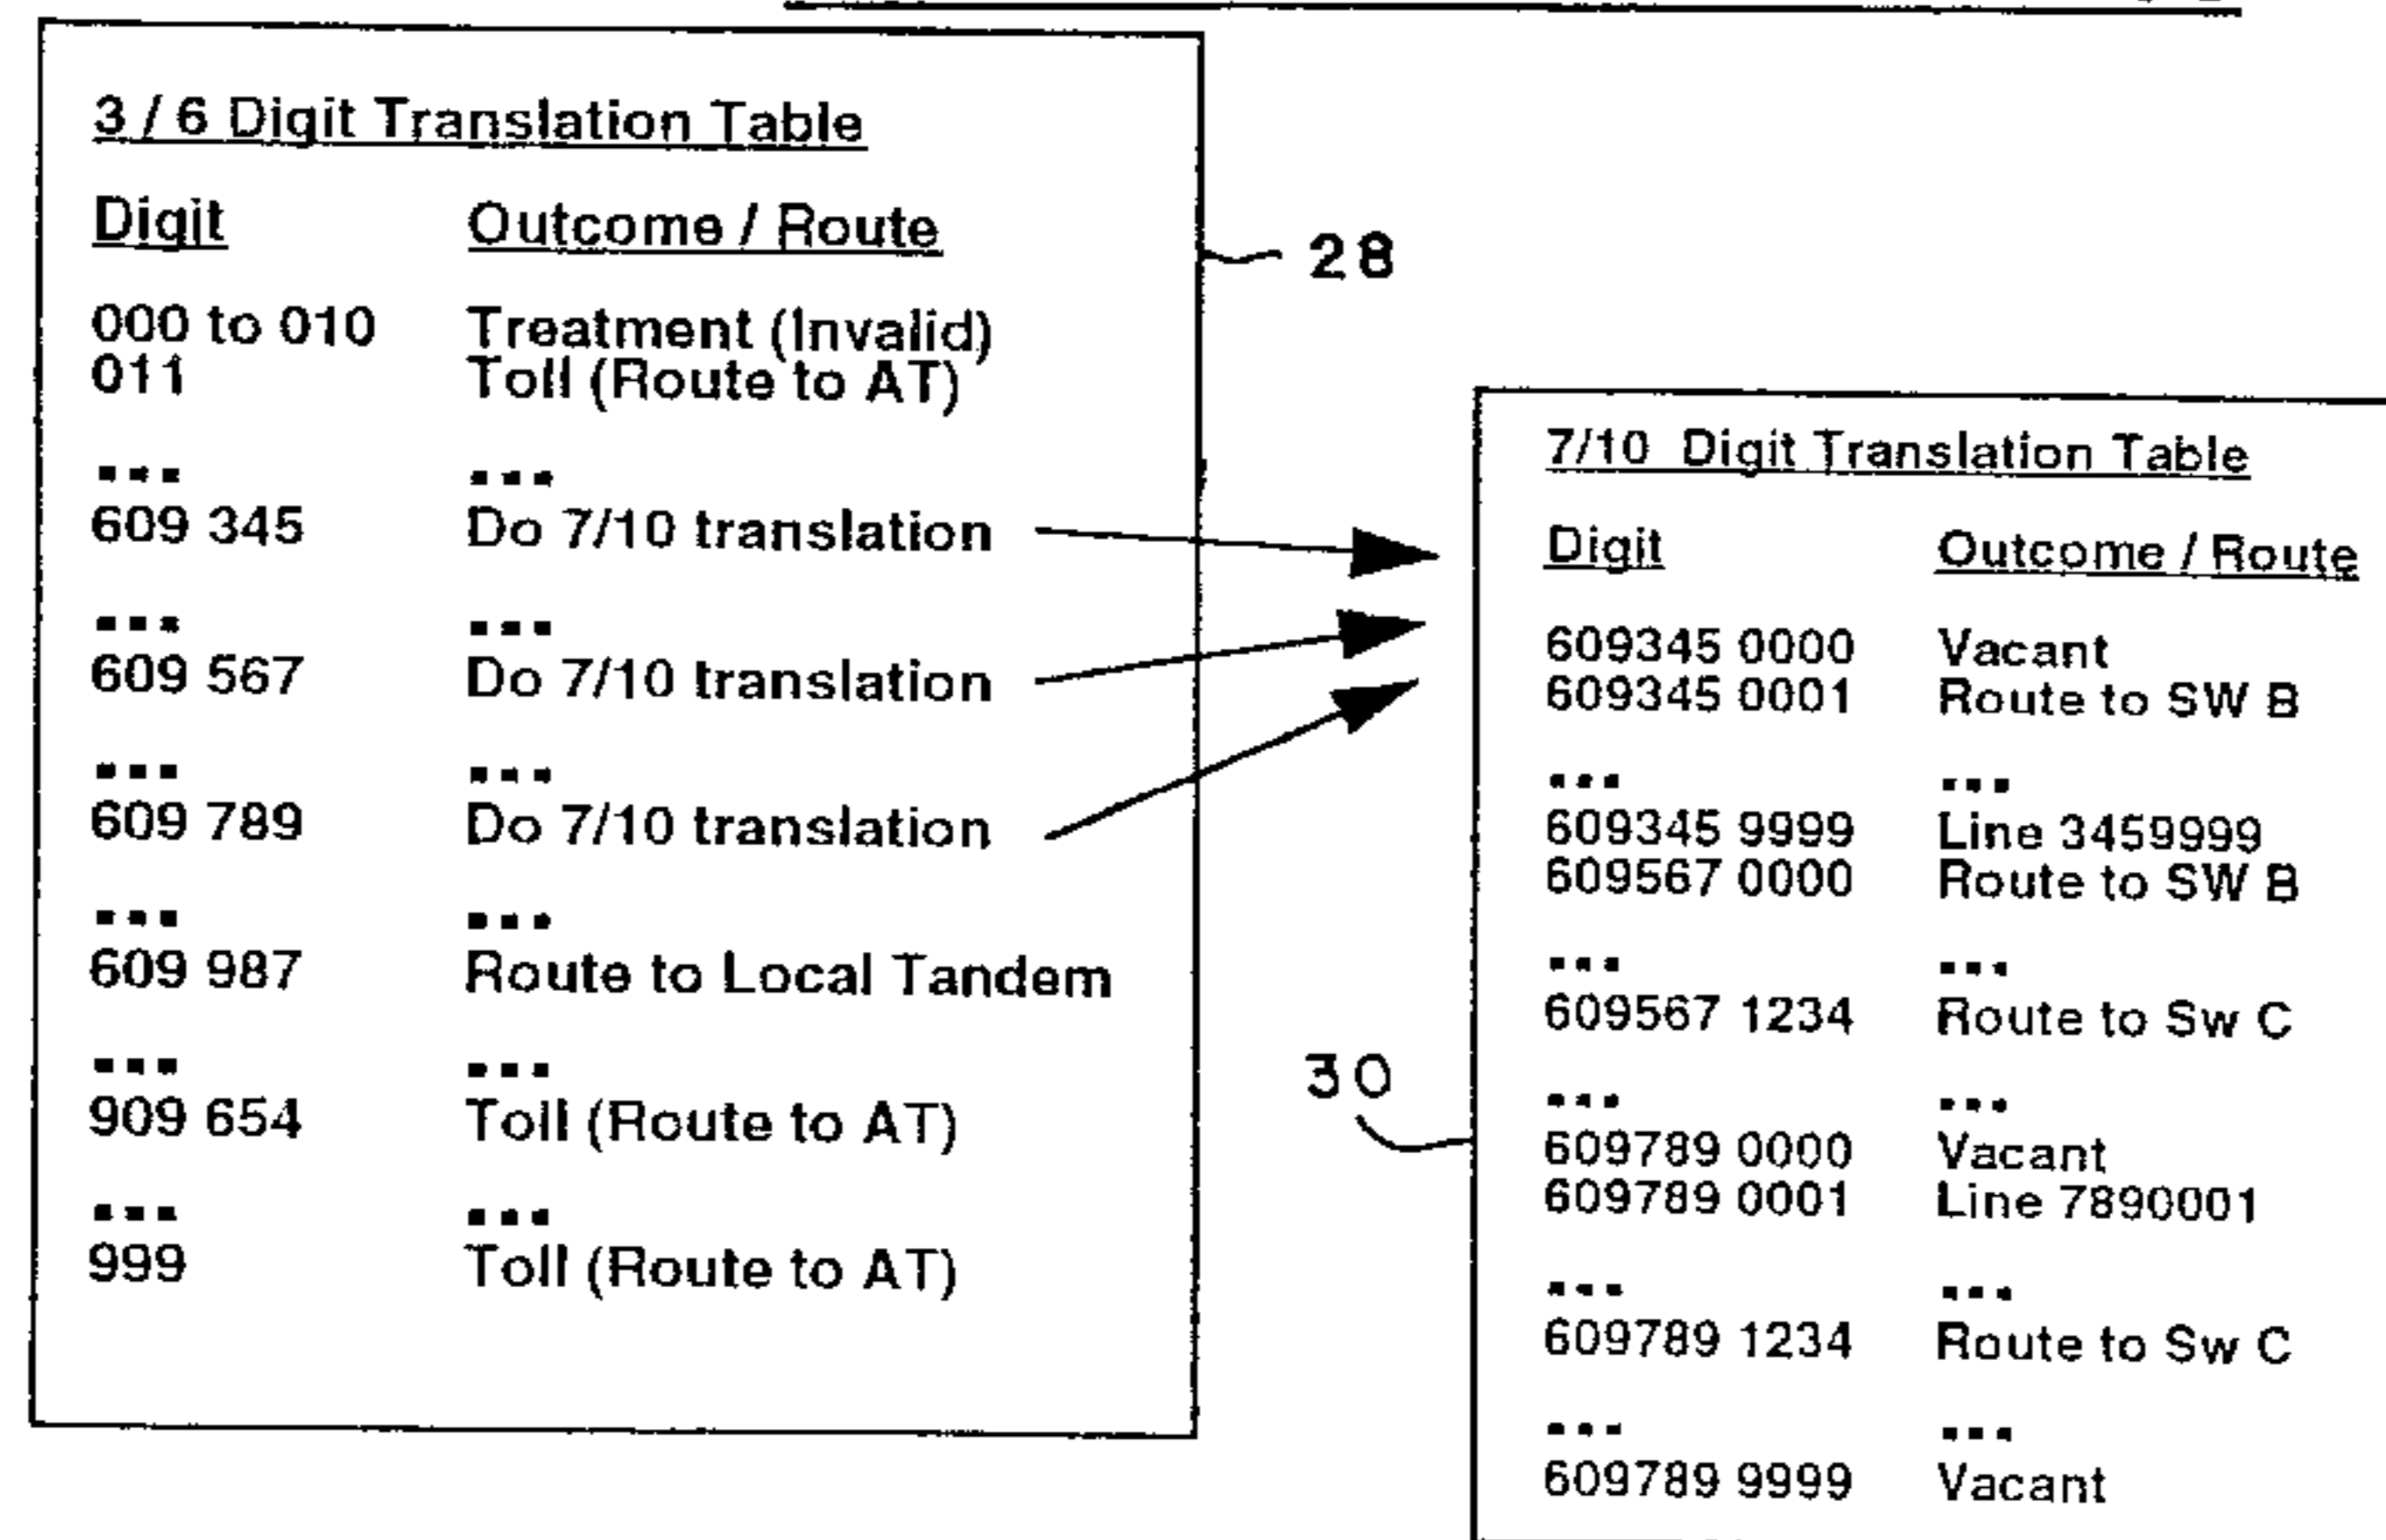 3 / 6 Digit Translation Table
Digit Outcome / Route
000 to 010 Treatment (Invalid)
011 Toll (Route to AT)
... ...
609 345 Do 7/10 translation
... ...
609 567 Do 7/10 translation
... ...
609 789 Do 7/10 translation
... ...
609 987 Route to Local Tandem
... ...
909 654 Toll (Route to AT)
... ...
999 Toll (Route to AT)
28
7/10 Digit Translation Table
Digit Outcome / Route
609345 0000 Vacant
609345 0001 Route to SW B
... ...
609345 9999 Line 3459999
609567 0000 Route to SW B
... ...
609567 1234 Route to Sw C
... ...
609789 0000 Vacant
609789 0001 Line 7890001
... ...
609789 1234 Route to Sw C
... ...
609789 9999 Vacant
30